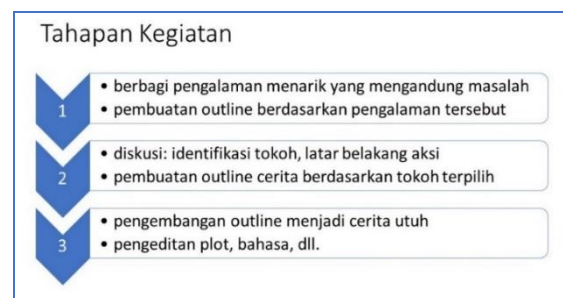 Tahapan Kegiatan
1
• berbagi pengalaman menarik yang mengandung masalah
• pembuatan outline berdasarkan pengalaman tersebut
2
• diskusi: identifikasi tokoh, latar belakang aksi
• pembuatan outline cerita berdasarkan tokoh terpilih
3
• pengembangan outline menjadi cerita utuh
• pengeditan plot, bahasa, dll.